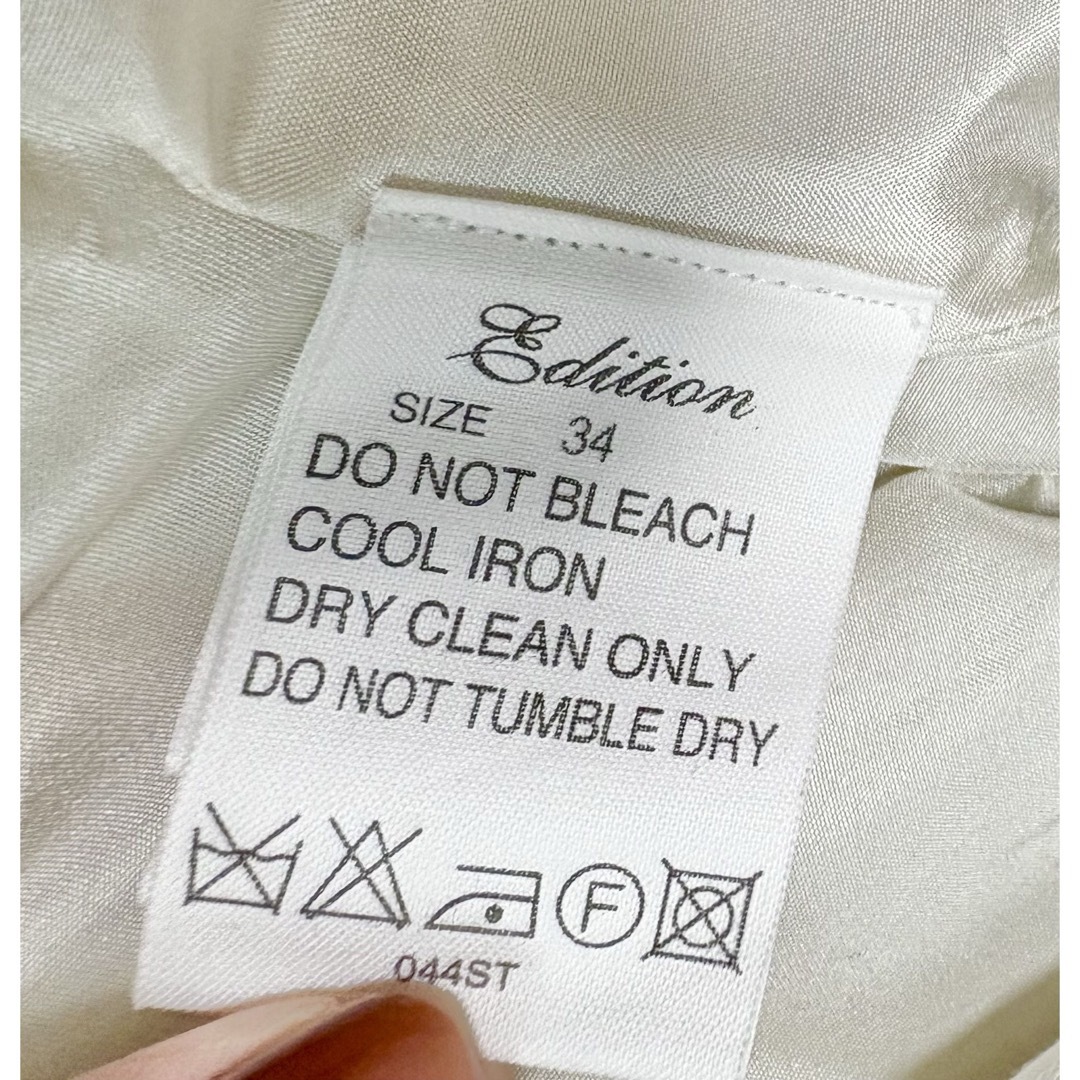 Edition
SIZE 34
DO NOT BLEACH
COOL IRON
DRY CLEAN ONLY
DO NOT TUMBLE DRY
F
044ST